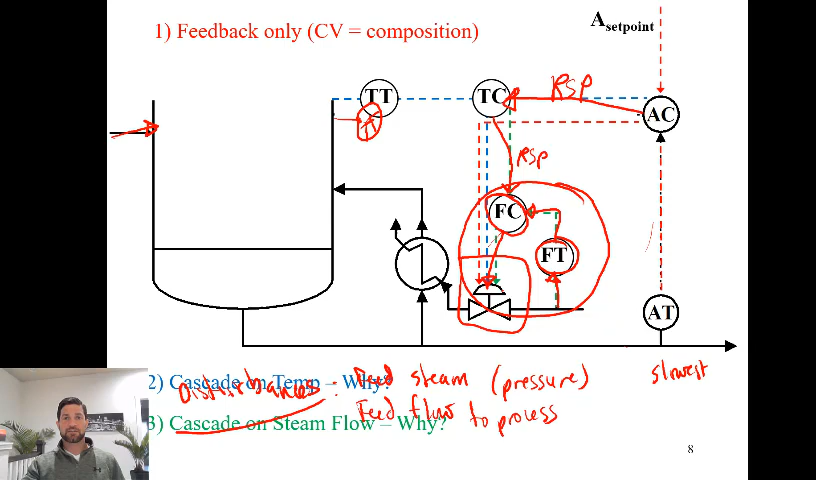 1) Feedback only (CV = composition)
Asetpoint
TT
TC
RSP
AC
TT
RSP
FC
FT
AT
2) Cascade on Temp – Why?
Disturbances: Feed steam (pressure)
slowest
3) Cascade on Steam Flow – Why?
Feed flow to process
8